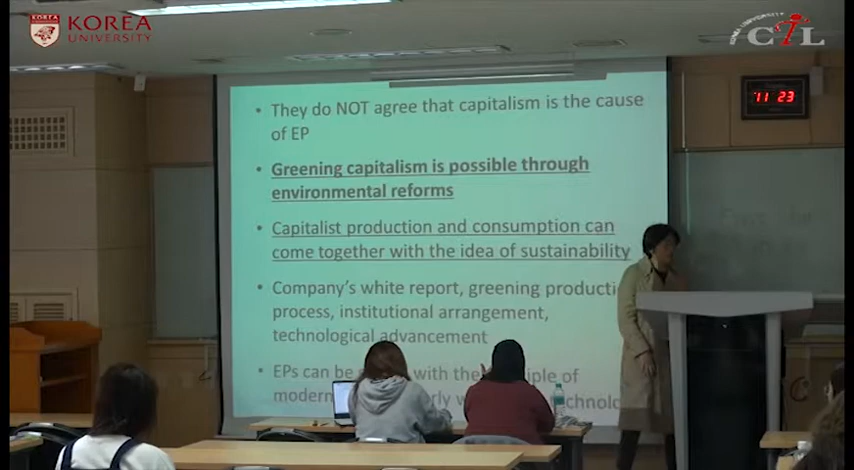 KOREA
UNIVERSITY
CTL
11 23
• They do NOT agree that capitalism is the cause
of EP
• Greening capitalism is possible through
environmental reforms
• Capitalist production and consumption can
come together with the idea of sustainability
• Company's white report, greening producti
process, institutional arrangement,
technological advancement
• EPs can be with the of
modern